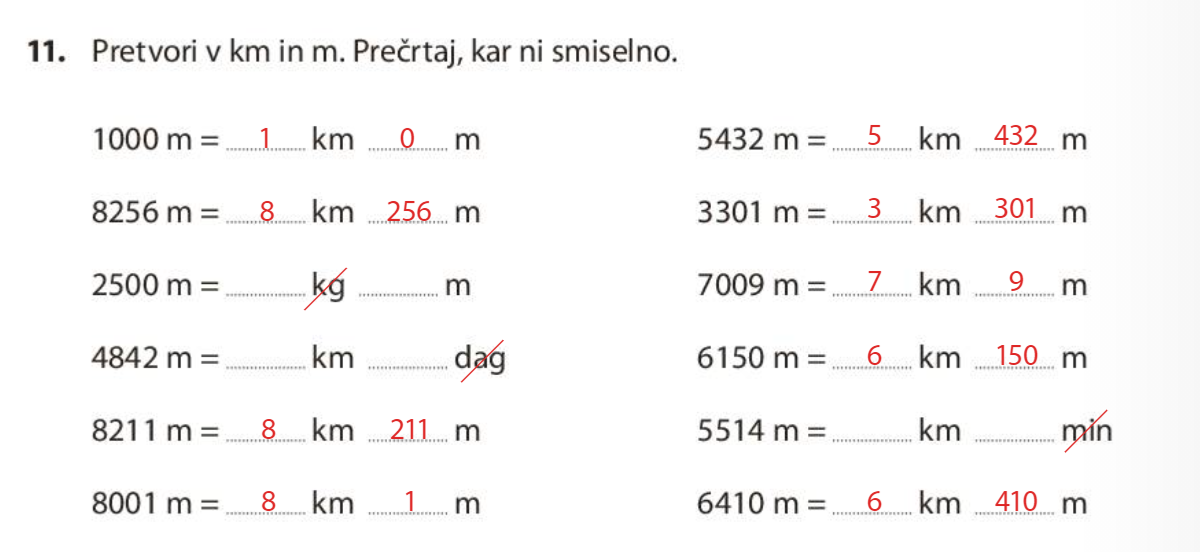 11. Pretvori v km in m. Prečrtaj, kar ni smiselno.
1000 m = 1 km 0 m
8256 m = 8 km 256 m
2500 m = ............ kg ............ m
4842 m = ............ km ............ dag
8211 m = 8 km 211 m
8001 m = 8 km 1 m
5432 m = 5 km 432 m
3301 m = 3 km 301 m
7009 m = 7 km 9 m
6150 m = 6 km 150 m
5514 m = ............ km ............ min
6410 m = 6 km 410 m